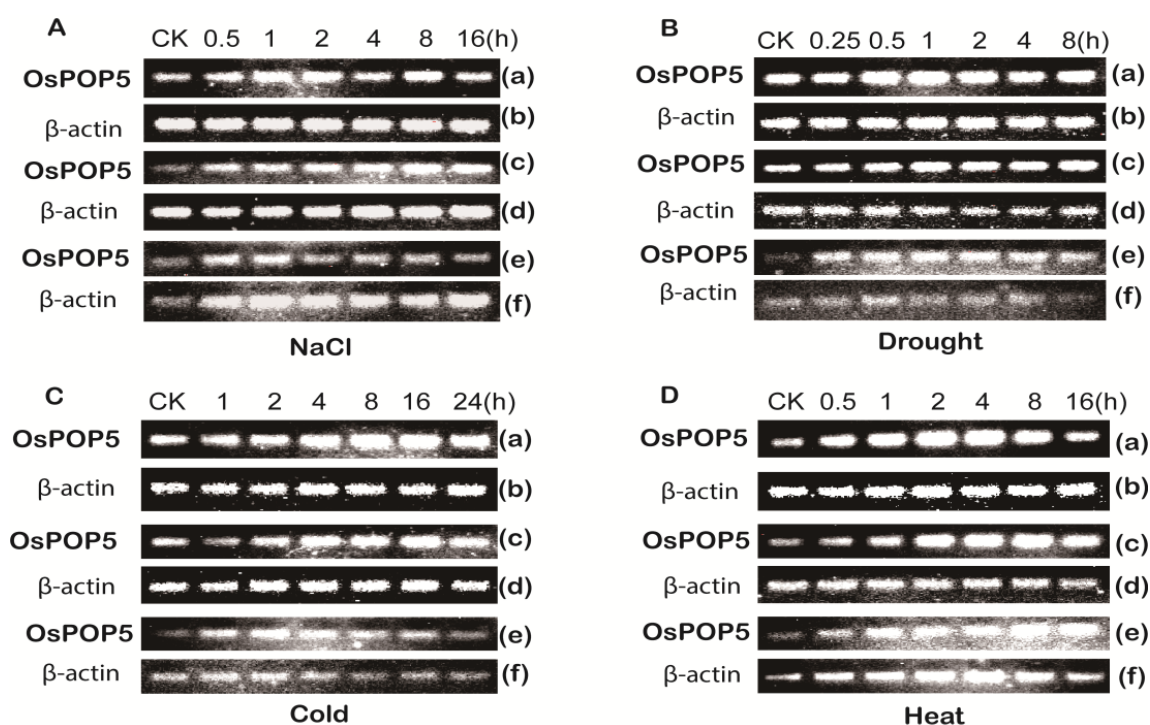 A
CK 0.5 1 2 4 8 16(h)
OsPOP5 (a)
β-actin (b)
OsPOP5 (c)
β-actin (d)
OsPOP5 (e)
β-actin (f)
NaCl
B
CK 0.25 0.5 1 2 4 8(h)
OsPOP5 (a)
β-actin (b)
OsPOP5 (c)
β-actin (d)
OsPOP5 (e)
β-actin (f)
Drought
C
CK 1 2 4 8 16 24(h)
OsPOP5 (a)
β-actin (b)
OsPOP5 (c)
β-actin (d)
OsPOP5 (e)
β-actin (f)
Cold
D
CK 0.5 1 2 4 8 16(h)
OsPOP5 (a)
β-actin (b)
OsPOP5 (c)
β-actin (d)
OsPOP5 (e)
β-actin (f)
Heat